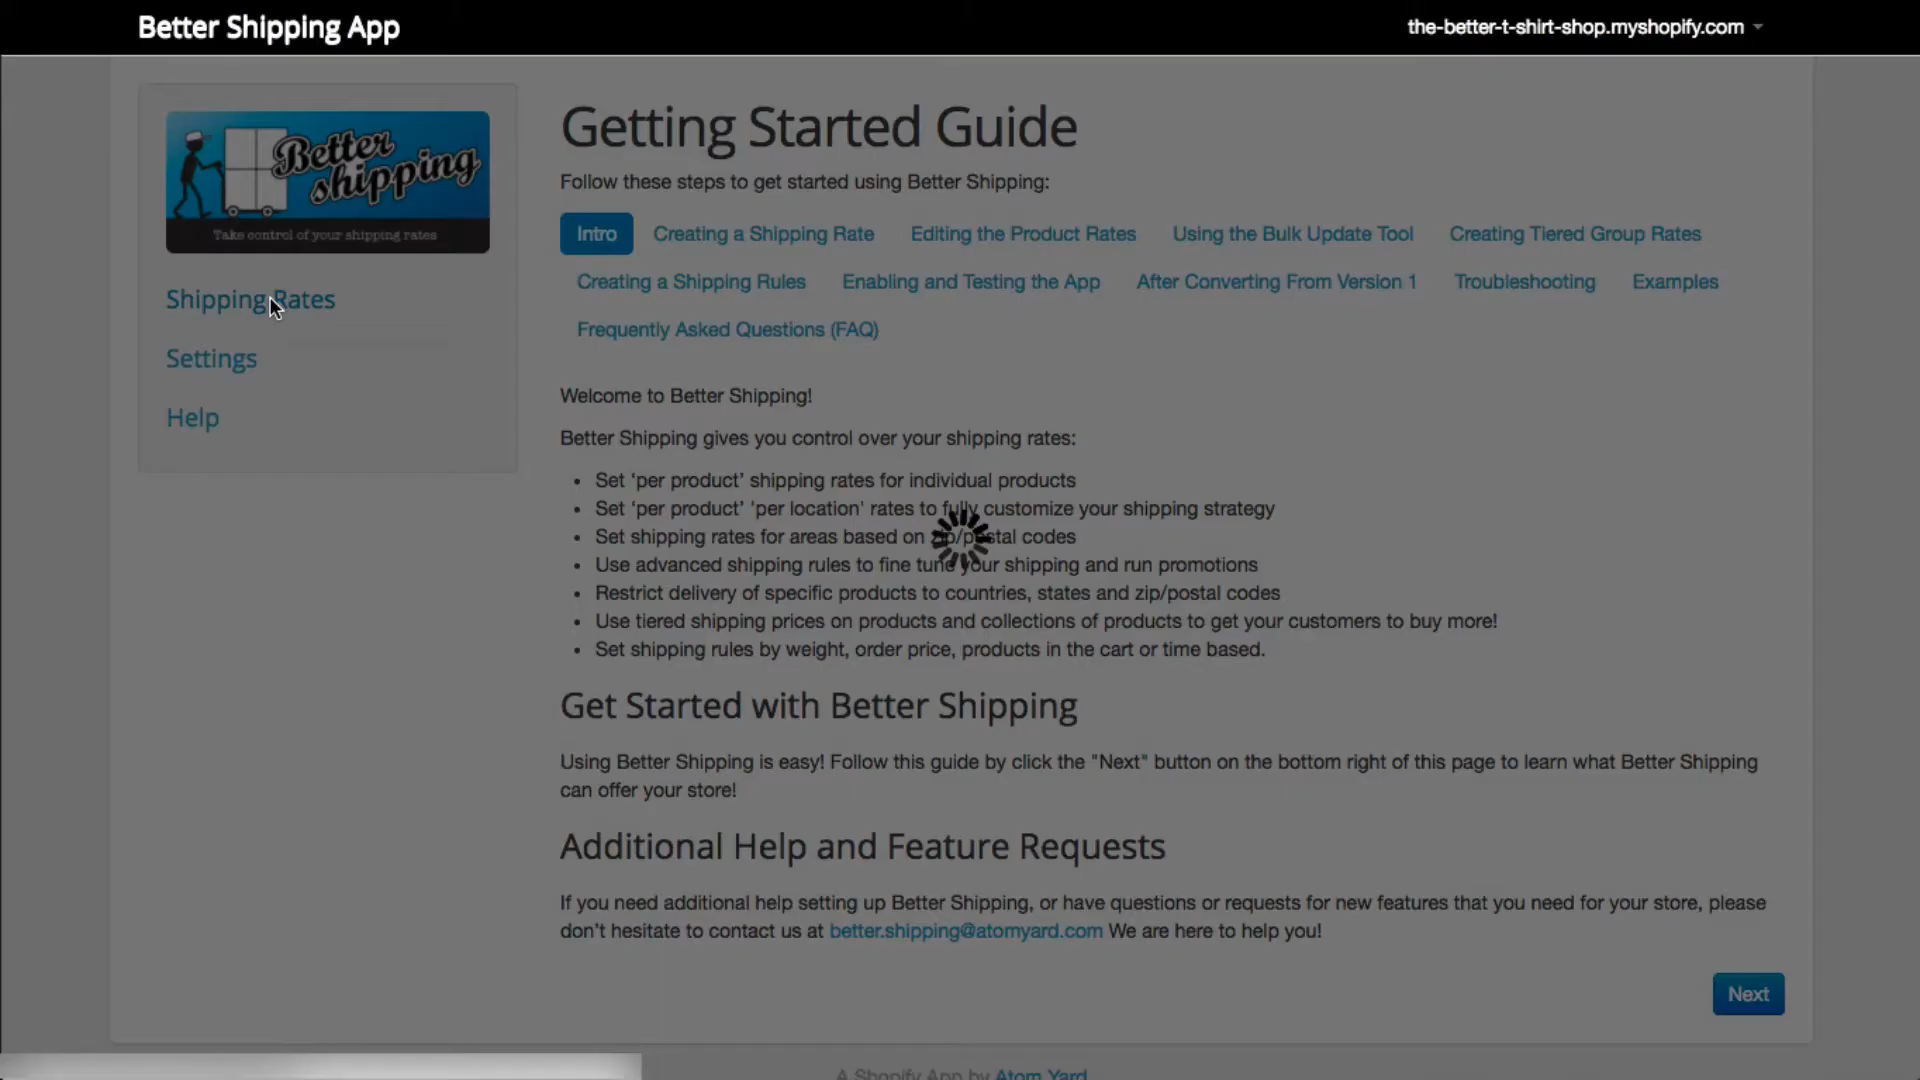 Better Shipping App
the-better-t-shirt-shop.myshopify.com
Better
shipping
Take control of your shipping rates
Shipping Rates
Settings
Help
Getting Started Guide
Follow these steps to get started using Better Shipping:
Intro Creating a Shipping Rate Editing the Product Rates Using the Bulk Update Tool Creating Tiered Group Rates
Creating a Shipping Rules Enabling and Testing the App After Converting From Version 1 Troubleshooting Examples
Frequently Asked Questions (FAQ)
Welcome to Better Shipping!
Better Shipping gives you control over your shipping rates:
• Set 'per product' shipping rates for individual products
• Set 'per product' 'per location' rates to fully customize your shipping strategy
• Set shipping rates for areas based on zip/postal codes
• Use advanced shipping rules to fine tune your shipping and run promotions
• Restrict delivery of specific products to countries, states and zip/postal codes
• Use tiered shipping prices on products and collections of products to get your customers to buy more!
• Set shipping rules by weight, order price, products in the cart or time based.
Get Started with Better Shipping
Using Better Shipping is easy! Follow this guide by click the "Next" button on the bottom right of this page to learn what Better Shipping
can offer your store!
Additional Help and Feature Requests
If you need additional help setting up Better Shipping, or have questions or requests for new features that you need for your store, please
don't hesitate to contact us at better.shipping@atomyard.com We are here to help you!
Next
A Shopify App by Atom Yard